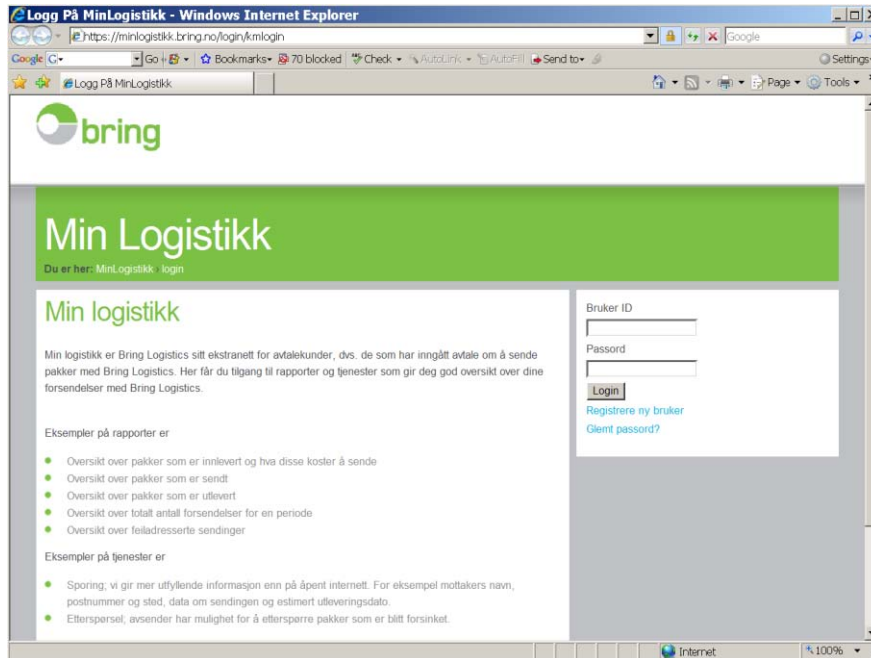 Logg På MinLogistikk - Windows Internet Explorer
https://minlogistikk.bring.no/login/kmlogin
Google
Google G Go Bookmarks 70 blocked Check AutoLink AutoFill Send to Settings
Logg På MinLogistikk Page Tools
bring
Min Logistikk
Du er her: MinLogistikk › login
Min logistikk
Min logistikk er Bring Logistics sitt ekstranett for avtalekunder, dvs. de som har inngått avtale om å sende
pakker med Bring Logistics. Her får du tilgang til rapporter og tjenester som gir deg god oversikt over dine
forsendelser med Bring Logistics.
Eksempler på rapporter er
Oversikt over pakker som er innlevert og hva disse koster å sende
Oversikt over pakker som er sendt
Oversikt over pakker som er utlevert
Oversikt over totalt antall forsendelser for en periode
Oversikt over feiladresserte sendinger
Eksempler på tjenester er
Sporing; vi gir mer utfyllende informasjon enn på åpent internett. For eksempel mottakers navn,
postnummer og sted, data om sendingen og estimert utleveringsdato.
Etterspørsel; avsender har mulighet for å etterspørre pakker som er blitt forsinket.
Bruker ID
Passord
Login
Registrere ny bruker
Glemt passord?
Internet 100%